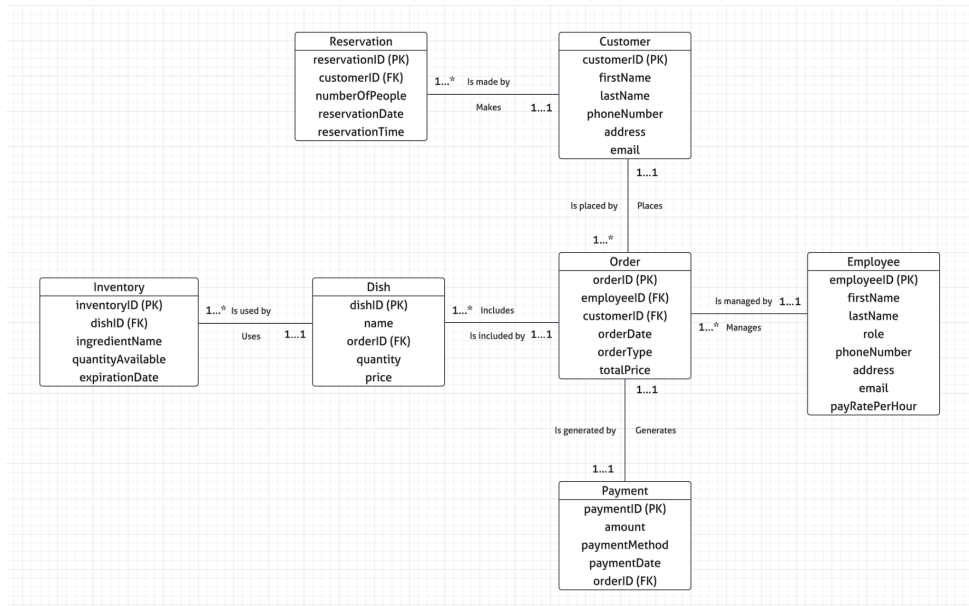 Reservation
reservationID (PK)
customerID (FK)
numberOfPeople
reservationDate
reservationTime
1...* Is made by
Makes 1...1
Customer
customerID (PK)
firstName
lastName
phoneNumber
address
email
1...1
Is placed by Places
1...*
Inventory
inventoryID (PK)
dishID (FK)
ingredientName
quantityAvailable
expirationDate
1...* Is used by
Uses 1...1
Dish
dishID (PK)
name
orderID (FK)
quantity
price
1...* Includes
Is included by 1...1
Order
orderID (PK)
employeeID (FK)
customerID (FK)
orderDate
orderType
totalPrice
Is managed by 1...1
1...* Manages
Employee
employeeID (PK)
firstName
lastName
role
phoneNumber
address
email
payRatePerHour
1...1
Is generated by Generates
1...1
Payment
paymentID (PK)
amount
paymentMethod
paymentDate
orderID (FK)